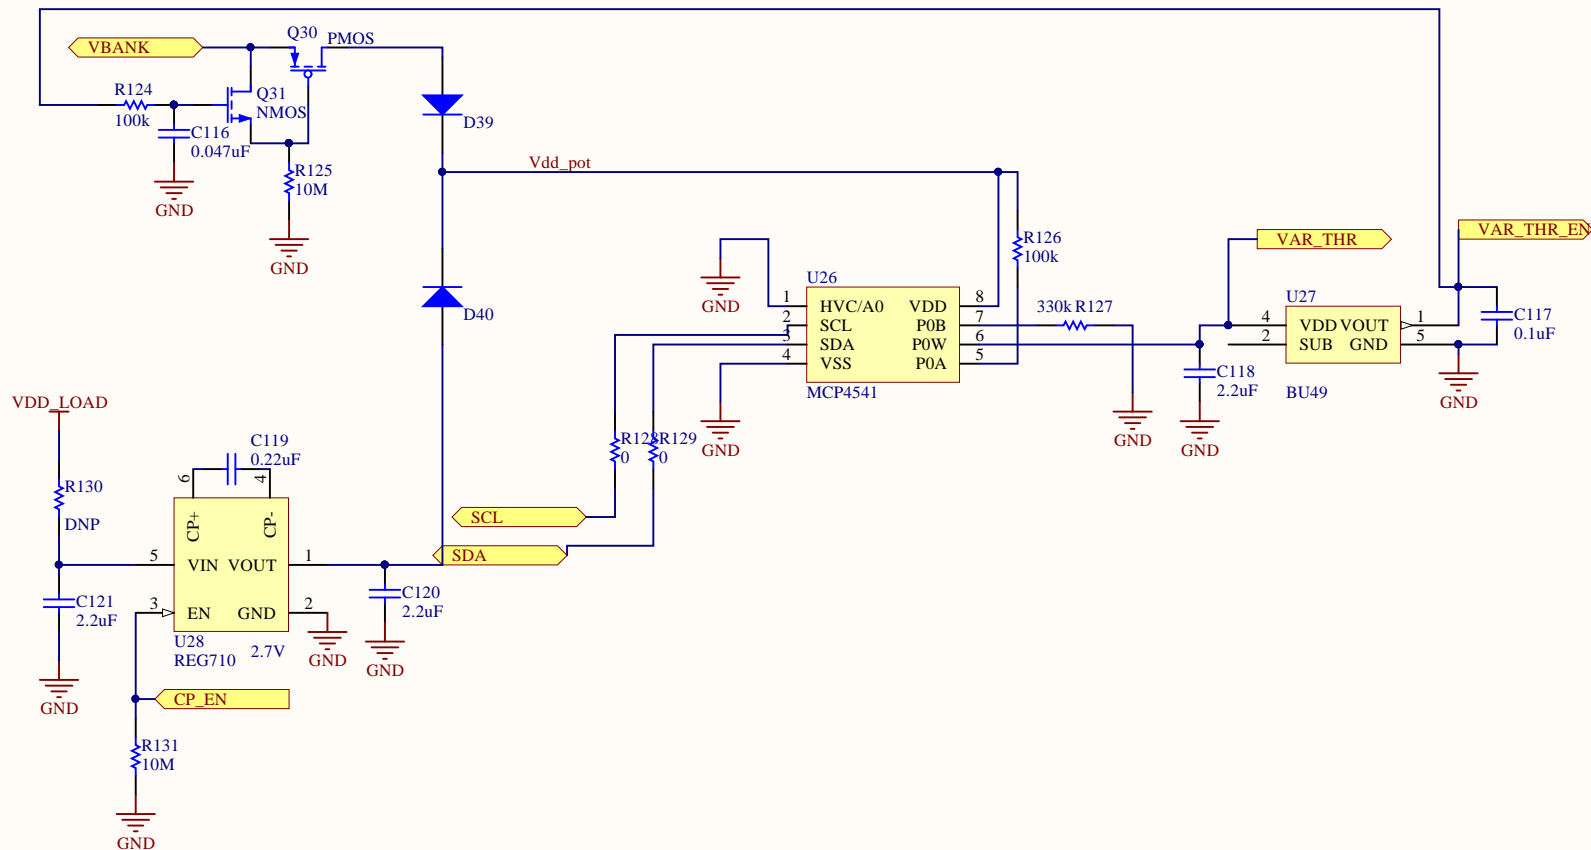 Q30
PMOS
VBANK
R124
100k
Q31
NMOS
C116
0.047uF
R125
10M
GND
GND
D39
Vdd_pot
D40
R126
100k
VAR_THR
VAR_THR_EN
GND
U26
1 HVC/A0 VDD 8
2 SCL P0B 7
3 SDA P0W 6
4 VSS P0A 5
MCP4541
330k R127
GND
GND
U27
4 VDD VOUT 1
2 SUB GND 5
BU49
C117
0.1uF
GND
C118
2.2uF
GND
VDD_LOAD
C119
0.22uF
R128
0
R129
0
R130
DNP
6
4
CP+
CP-
SCL
SDA
5 VIN VOUT 1
3 EN GND 2
U28
REG710
2.7V
C121
2.2uF
C120
2.2uF
GND
GND
GND
CP_EN
R131
10M
GND